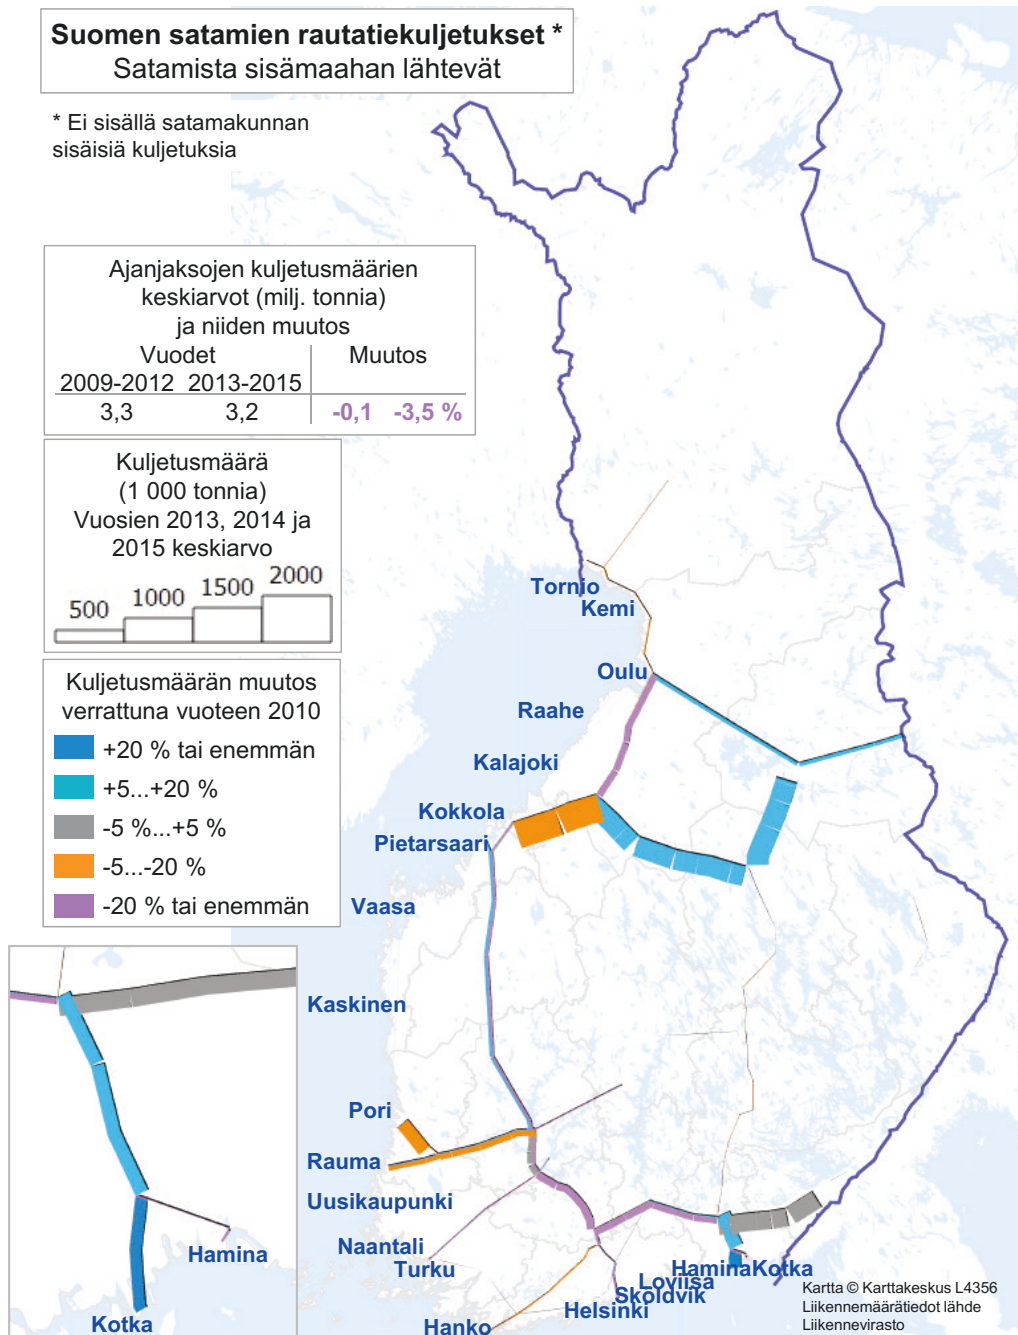 Suomen satamien rautatiekuljetukset *
Satamista sisämaahan lähtevät
* Ei sisällä satamakunnan
sisäisiä kuljetuksia
Ajanjaksojen kuljetusmäärien
keskiarvot (milj. tonnia)
ja niiden muutos
Vuodet Muutos
2009-2012 2013-2015
3,3 3,2 -0,1 -3,5 %
Kuljetusmäärä
(1 000 tonnia)
Vuosien 2013, 2014 ja
2015 keskiarvo
500 1000 1500 2000
Kuljetusmäärän muutos
verrattuna vuoteen 2010
+20 % tai enemmän
+5...+20 %
-5 %...+5 %
-5...-20 %
-20 % tai enemmän
Tornio
Kemi
Oulu
Raahe
Kalajoki
Kokkola
Pietarsaari
Vaasa
Kaskinen
Pori
Rauma
Uusikaupunki
Naantali
Turku
Hanko
Helsinki
Sköldvik
Loviisa
Hamina
Kotka
Hamina
Kotka
Kartta © Karttakeskus L4356
Liikennemäärätiedot lähde
Liikennevirasto